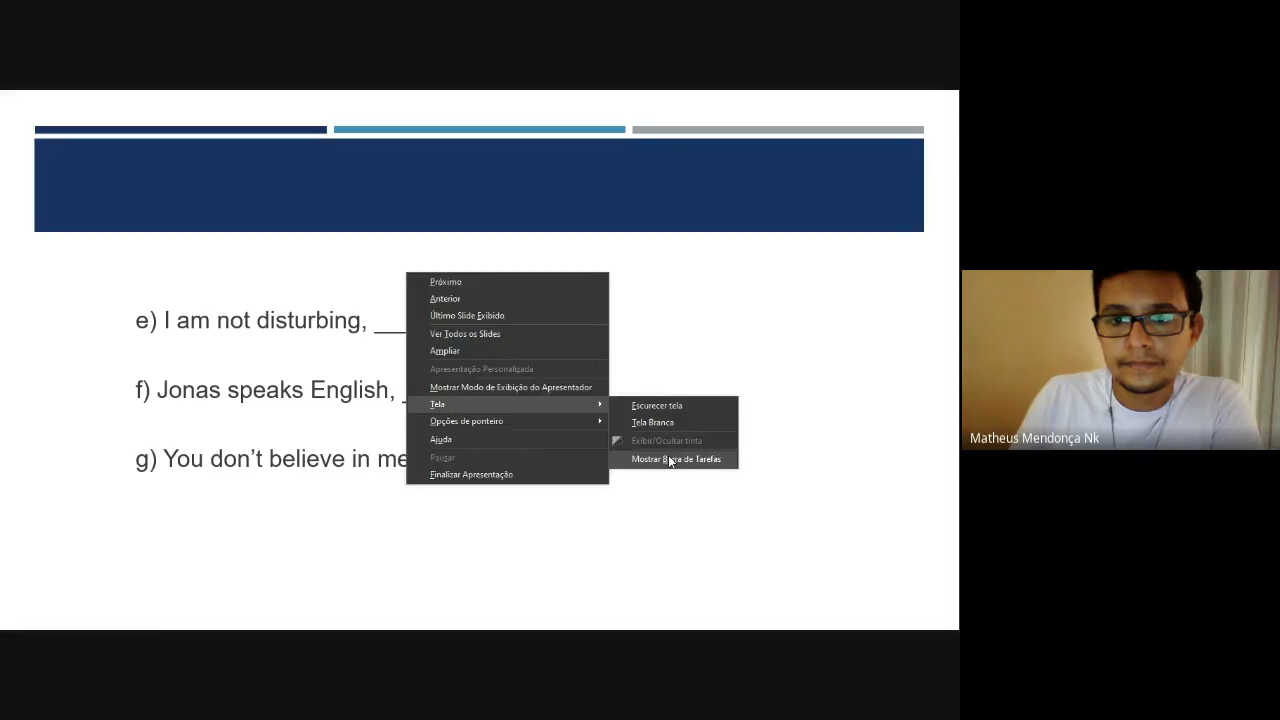 e) I am not disturbing, ___
f) Jonas speaks English, _
g) You don't believe in me
Próximo
Anterior
Último Slide Exibido
Ver Todos os Slides
Ampliar
Apresentação Personalizada
Mostrar Modo de Exibição do Apresentador
Tela
Opções de ponteiro
Ajuda
Pausar
Finalizar Apresentação
Escurecer tela
Tela Branca
Exibir/Ocultar tinta
Mostrar Barra de Tarefas
Matheus Mendonça Nk